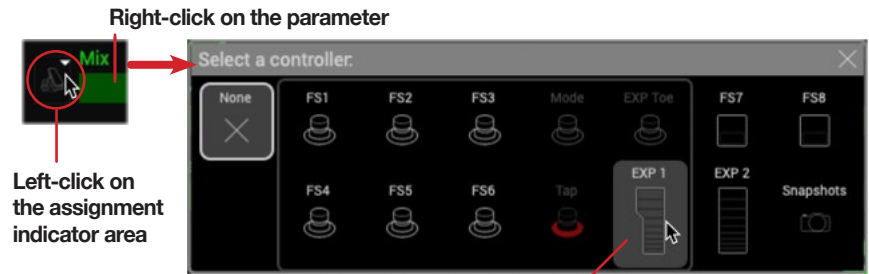 Right-click on the parameter
Mix
Select a controller:
None FS1 FS2 FS3 Mode EXP Toe FS7 FS8
FS4 FS5 FS6 Tap EXP 1 EXP 2 Snapshots
Left-click on
the assignment
indicator area